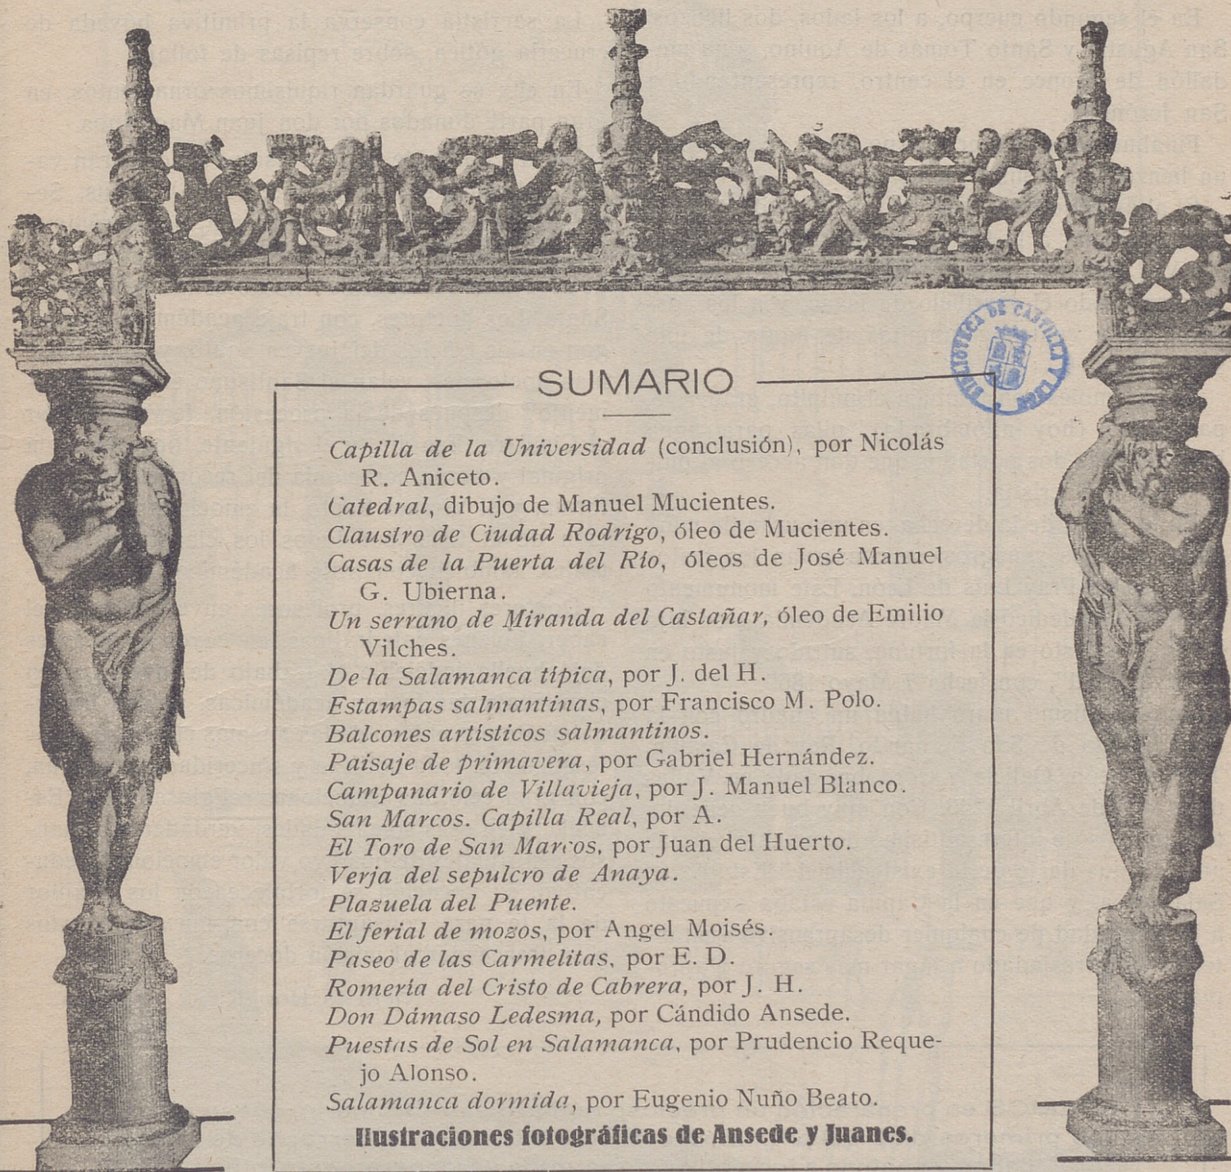 SUMARIO
Capilla de la Universidad (conclusión), por Nicolás
R. Aniceto.
Catedral, dibujo de Manuel Mucientes.
Claustro de Ciudad Rodrigo, óleo de Mucientes.
Casas de la Puerta del Río, óleos de José Manuel
G. Ubierna.
Un serrano de Miranda del Castañar, óleo de Emilio
Vilches.
De la Salamanca típica, por J. del H.
Estampas salmantinas, por Francisco M. Polo.
Balcones artísticos salmantinos.
Paisaje de primavera, por Gabriel Hernández.
Campanario de Villavieja, por J. Manuel Blanco.
San Marcos. Capilla Real, por A.
El Toro de San Marcos, por Juan del Huerto.
Verja del sepulcro de Anaya.
Plazuela del Puente.
El ferial de mozos, por Angel Moisés.
Paseo de las Carmelitas, por E. D.
Romería del Cristo de Cabrera, por J. H.
Don Dámaso Ledesma, por Cándido Ansede.
Puestas de Sol en Salamanca, por Prudencio Reque-
jo Alonso.
Salamanca dormida, por Eugenio Nuño Beato.
Ilustraciones fotográficas de Ansede y Juanes.
BIBLIOTECA DE CASTILLA Y LEON